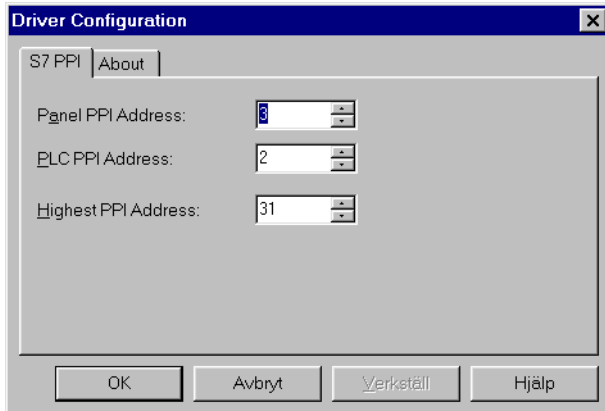 Driver Configuration
S7 PPI About
Panel PPI Address: 3
PLC PPI Address: 2
Highest PPI Address: 31
OK Avbryt Verkställ Hjälp